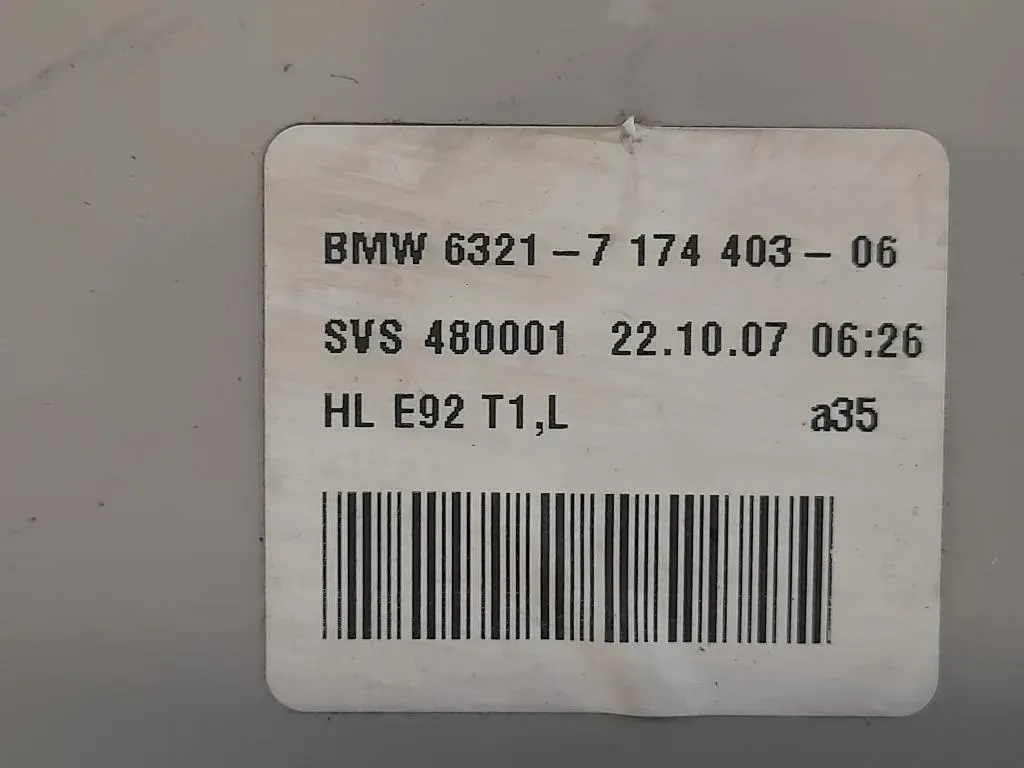 BMW 6321-7 174 403- 06
SVS 480001 22.10.07 06:26
HL E92 T1,L a35